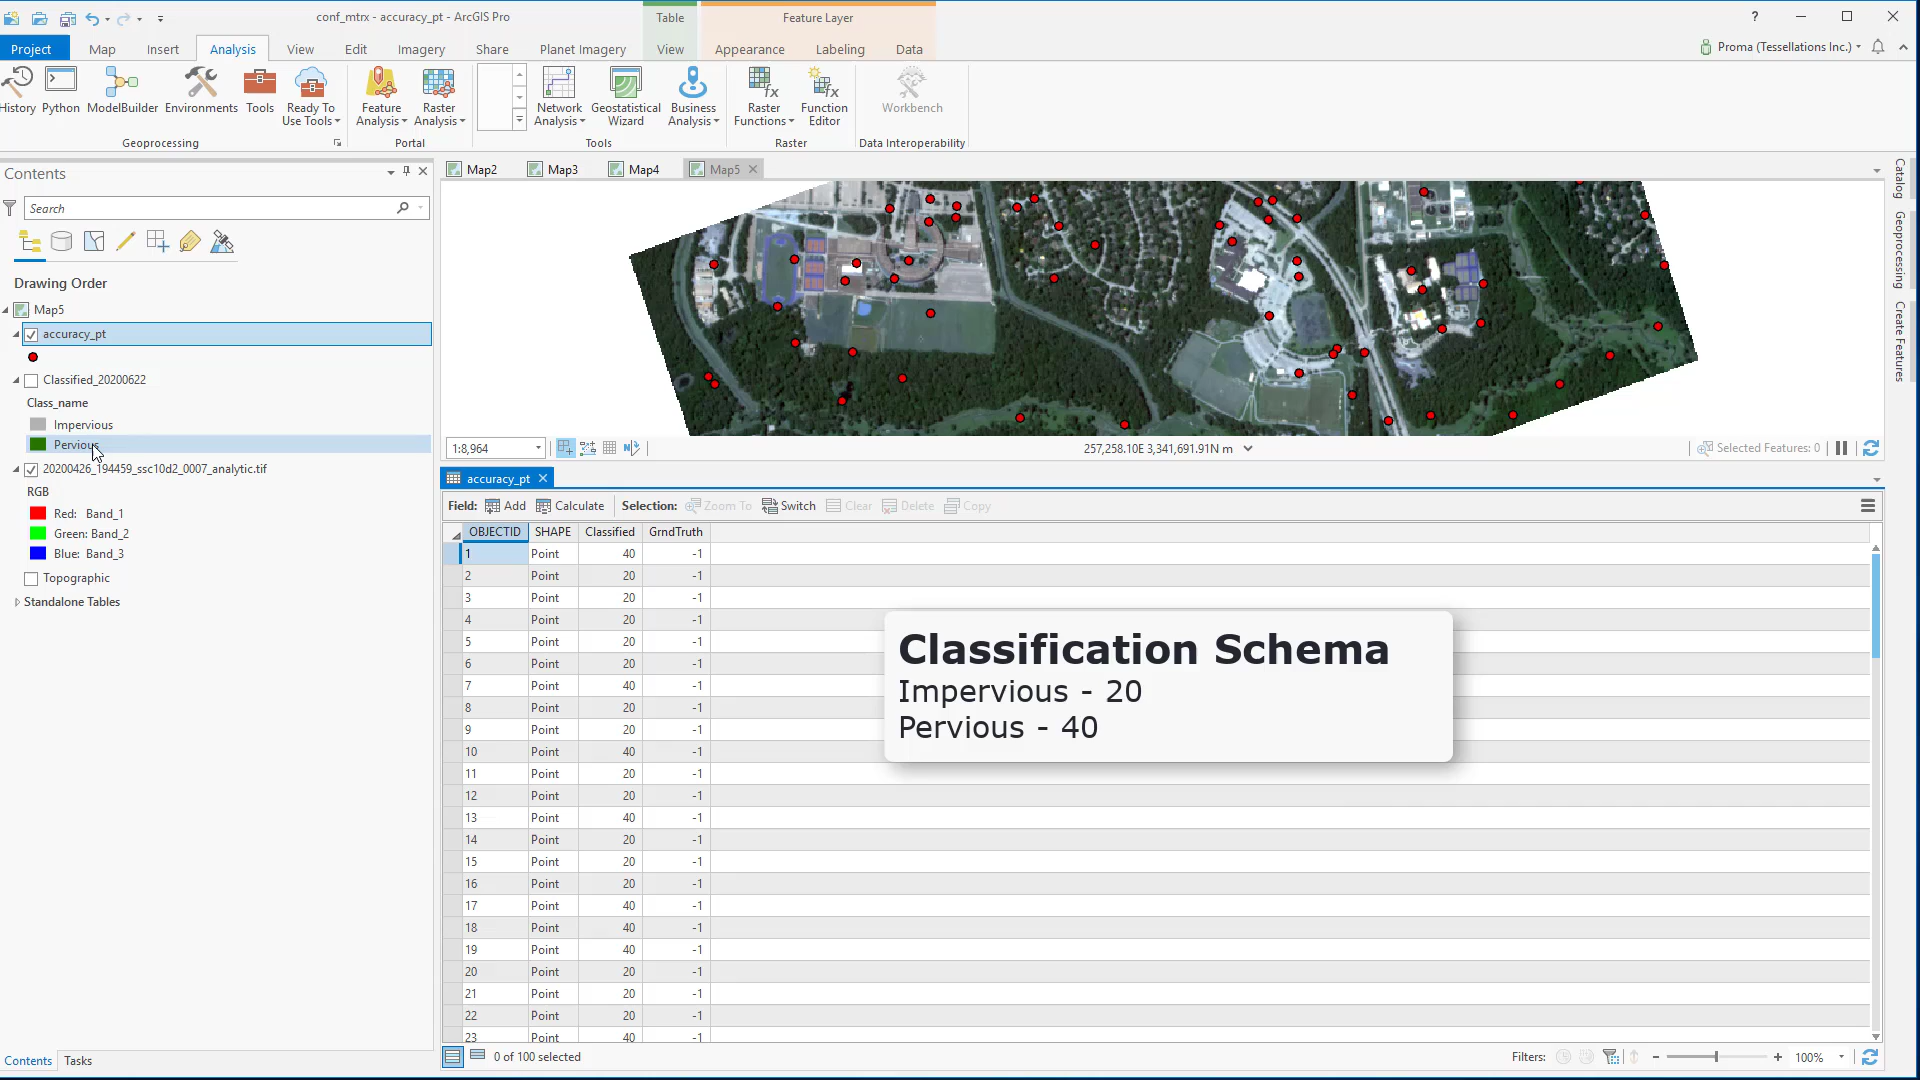 conf_mtrx - accuracy_pt - ArcGIS Pro
Table
Feature Layer
?
Project
Map
Insert
Analysis
View
Edit
Imagery
Share
Planet Imagery
View
Appearance
Labeling
Data
Proma (Tessellations Inc.)
History
Python
ModelBuilder
Environments
Tools
Ready To
Use Tools
Feature
Analysis
Raster
Analysis
Network
Analysis
Geostatistical
Wizard
Business
Analysis
Raster
Functions
Function
Editor
Workbench
Geoprocessing
Portal
Tools
Raster
Data Interoperability
Contents
Search
Drawing Order
Map5
accuracy_pt
Classified_20200622
Class_name
Impervious
Pervious
20200426_194459_ssc10d2_0007_analytic.tif
RGB
Red: Band_1
Green: Band_2
Blue: Band_3
Topographic
Standalone Tables
Contents
Tasks
Map2
Map3
Map4
Map5
Catalog
Geoprocessing
Create Features
1:8,964
257,258.10E 3,341,691.91N m
Selected Features: 0
accuracy_pt
Field:
Add
Calculate
Selection:
Zoom To
Switch
Clear
Delete
Copy
OBJECTID SHAPE Classified GrndTruth
1 Point 40 -1
2 Point 20 -1
3 Point 20 -1
4 Point 20 -1
5 Point 20 -1
6 Point 20 -1
7 Point 40 -1
8 Point 20 -1
9 Point 20 -1
10 Point 40 -1
11 Point 20 -1
12 Point 20 -1
13 Point 40 -1
14 Point 20 -1
15 Point 20 -1
16 Point 20 -1
17 Point 40 -1
18 Point 40 -1
19 Point 40 -1
20 Point 20 -1
21 Point 20 -1
22 Point 20 -1
23 Point 40 -1
Classification Schema
Impervious - 20
Pervious - 40
0 of 100 selected
Filters:
100%